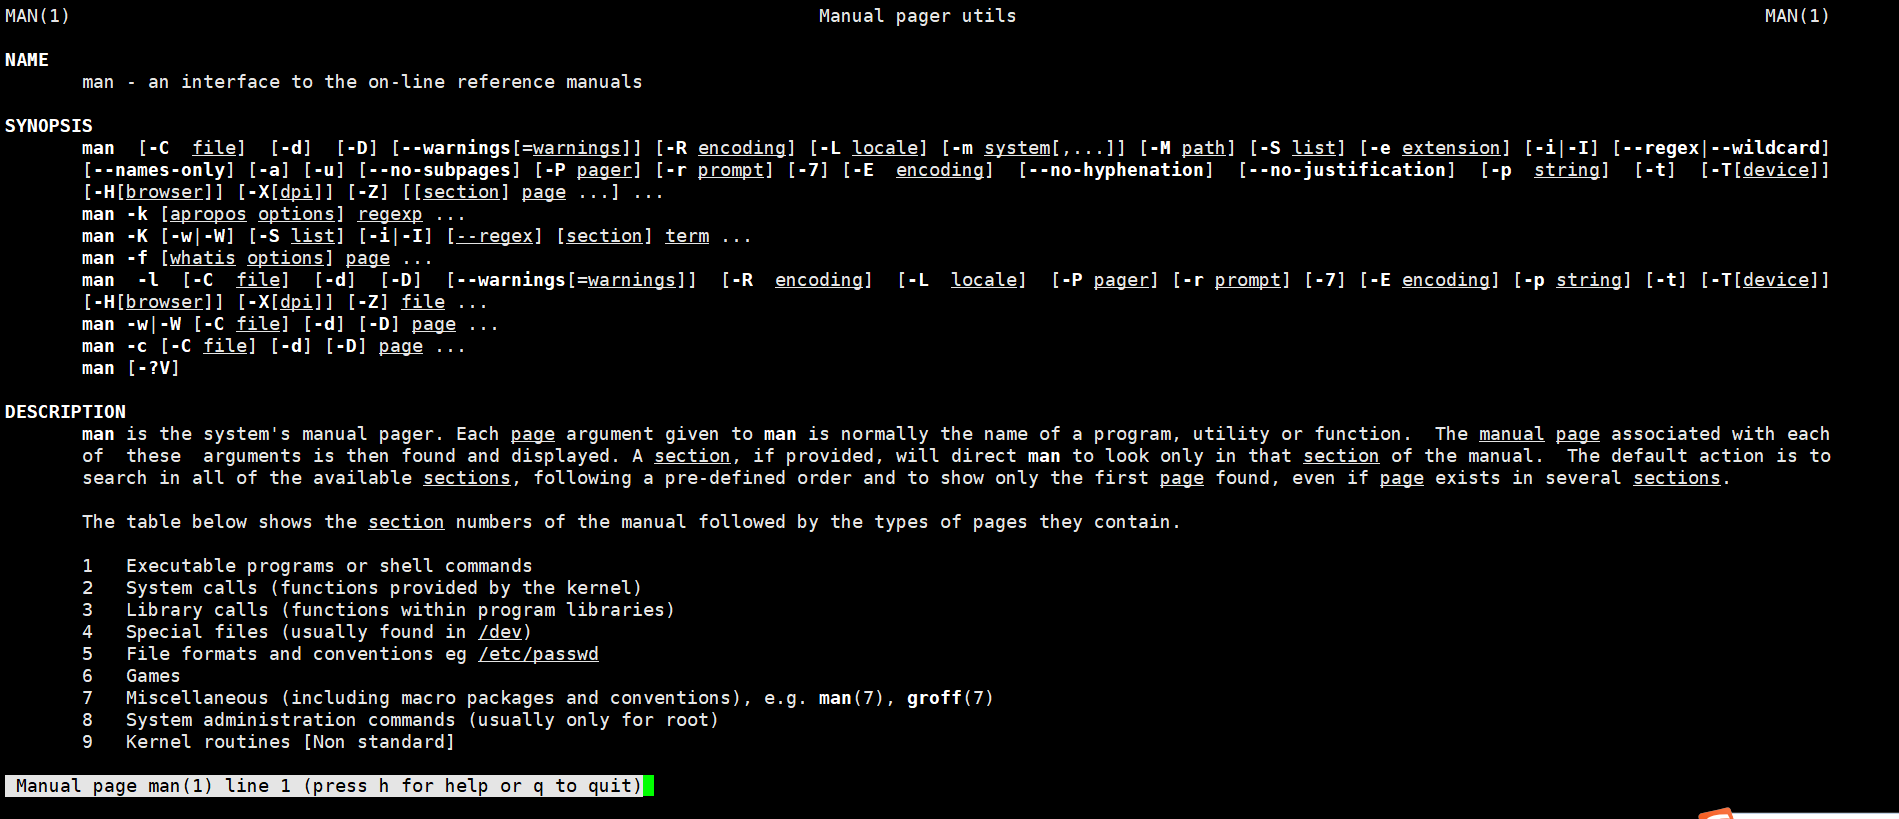 MAN(1) Manual pager utils MAN(1)
NAME
man - an interface to the on-line reference manuals
SYNOPSIS
man [-C file] [-d] [-D] [--warnings[=warnings]] [-R encoding] [-L locale] [-m system[,...]] [-M path] [-S list] [-e extension] [-i|-I] [--regex|--wildcard]
[--names-only] [-a] [-u] [--no-subpages] [-P pager] [-r prompt] [-7] [-E encoding] [--no-hyphenation] [--no-justification] [-p string] [-t] [-T[device]]
[-H[browser]] [-X[dpi]] [-Z] [[section] page ...] ...
man -k [apropos options] regexp ...
man -K [-w|-W] [-S list] [-i|-I] [--regex] [section] term ...
man -f [whatis options] page ...
man -l [-C file] [-d] [-D] [--warnings[=warnings]] [-R encoding] [-L locale] [-P pager] [-r prompt] [-7] [-E encoding] [-p string] [-t] [-T[device]]
[-H[browser]] [-X[dpi]] [-Z] file ...
man -w|-W [-C file] [-d] [-D] page ...
man -c [-C file] [-d] [-D] page ...
man [-?V]
DESCRIPTION
man is the system's manual pager. Each page argument given to man is normally the name of a program, utility or function.  The manual page associated with each
of these arguments is then found and displayed. A section, if provided, will direct man to look only in that section of the manual.  The default action is to
search in all of the available sections, following a pre-defined order and to show only the first page found, even if page exists in several sections.
The table below shows the section numbers of the manual followed by the types of pages they contain.
1 Executable programs or shell commands
2 System calls (functions provided by the kernel)
3 Library calls (functions within program libraries)
4 Special files (usually found in /dev)
5 File formats and conventions eg /etc/passwd
6 Games
7 Miscellaneous (including macro packages and conventions), e.g. man(7), groff(7)
8 System administration commands (usually only for root)
9 Kernel routines [Non standard]
Manual page man(1) line 1 (press h for help or q to quit)